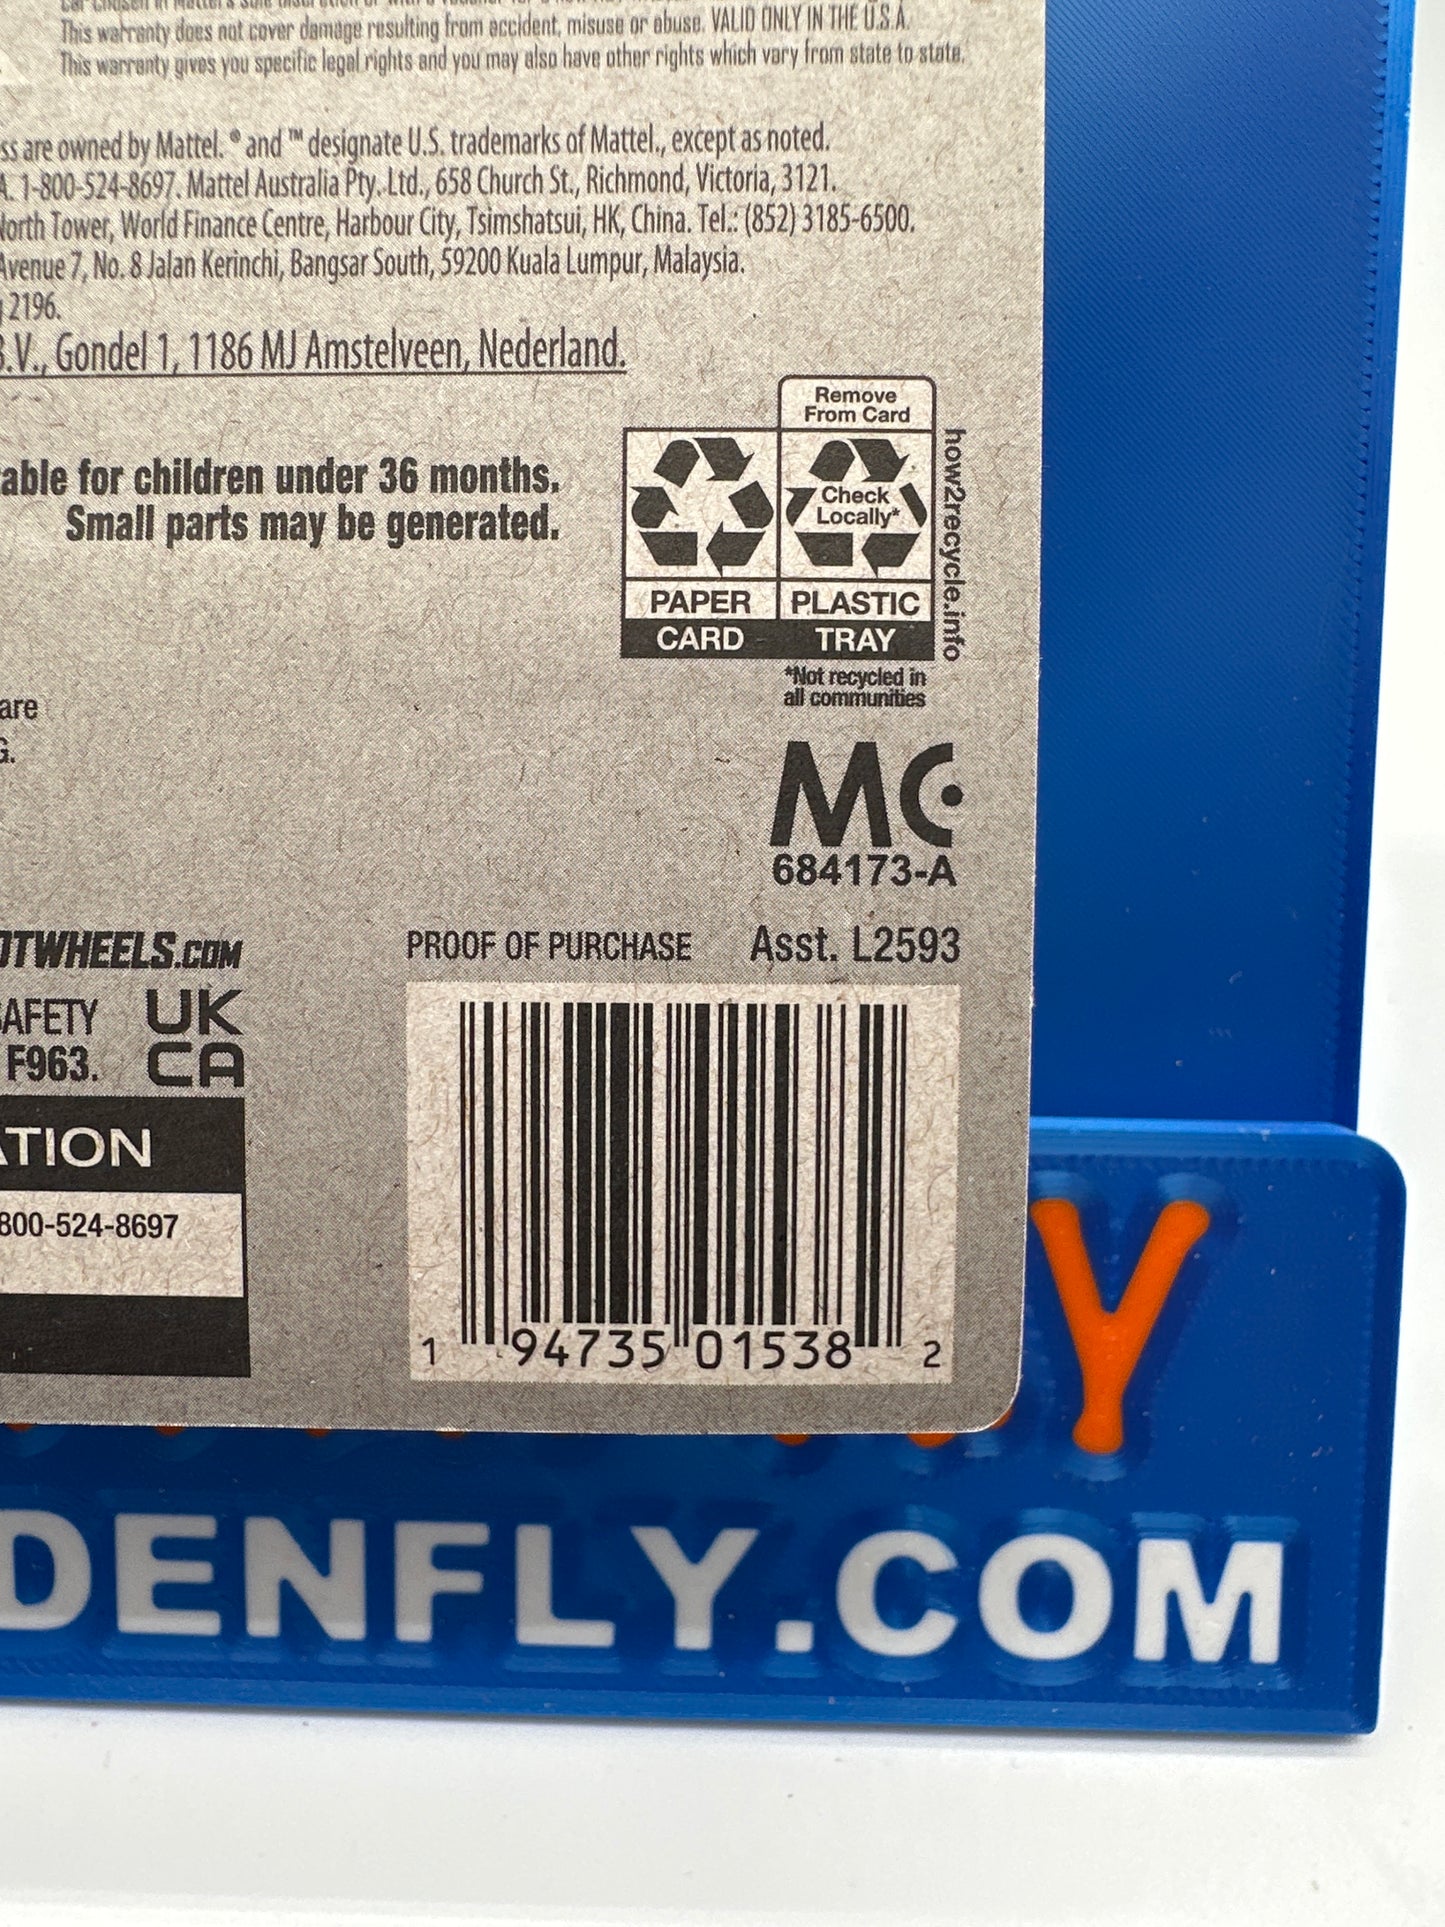 This warranty does not cover damage resulting from accident, misuse or abuse. VALID ONLY IN THE U.S.A.
This warranty gives you specific legal rights and you may also have other rights which vary from state to state.
ss are owned by Mattel. ® and ™ designate U.S. trademarks of Mattel., except as noted.
A. 1-800-524-8697. Mattel Australia Pty. Ltd., 658 Church St., Richmond, Victoria, 3121.
North Tower, World Finance Centre, Harbour City, Tsimshatsui, HK, China. Tel.: (852) 3185-6500.
Avenue 7, No. 8 Jalan Kerinchi, Bangsar South, 59200 Kuala Lumpur, Malaysia.
2196.
B.V., Gondel 1, 1186 MJ Amstelveen, Nederland.
able for children under 36 months.
Small parts may be generated.
Remove
From Card
Check
Locally*
PAPER
CARD
PLASTIC
TRAY
how2recycle.info
*Not recycled in
all communities
are
G.
MC
684173-A
OTWHEELS.COM
PROOF OF PURCHASE Asst. L2593
SAFETY
F963.
UK
CA
ATION
800-524-8697
1 94735 01538 2
Y
DENFLY.COM